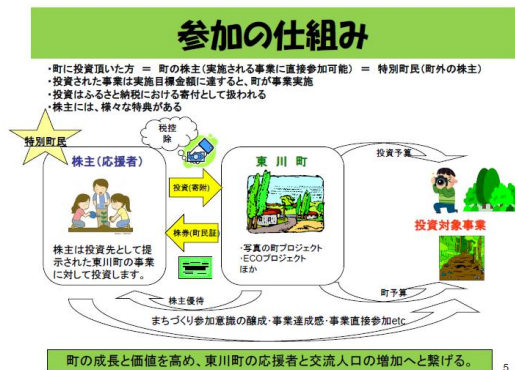 参加の仕組み
・町に投資頂いた方 ＝ 町の株主(実施される事業に直接参加可能) ＝ 特別町民(町外の株主)
・投資された事業は実施目標金額に達すると、町が事業実施
・投資はふるさと納税における寄付として扱われる
・株主には、様々な特典がある
特別町民
税控
除
株主(応援者)
株主は投資先として提
示された東川町の事業
に対して投資します。
投資(寄附)
株券(町民証)
東 川 町
・写真の町プロジェクト
・ECOプロジェクト
ほか
投資予算
投資対象事業
町予算
株主優待
まちづくり参加意識の醸成・事業達成感・事業直接参加etc
町の成長と価値を高め、東川町の応援者と交流人口の増加へと繋げる。
5